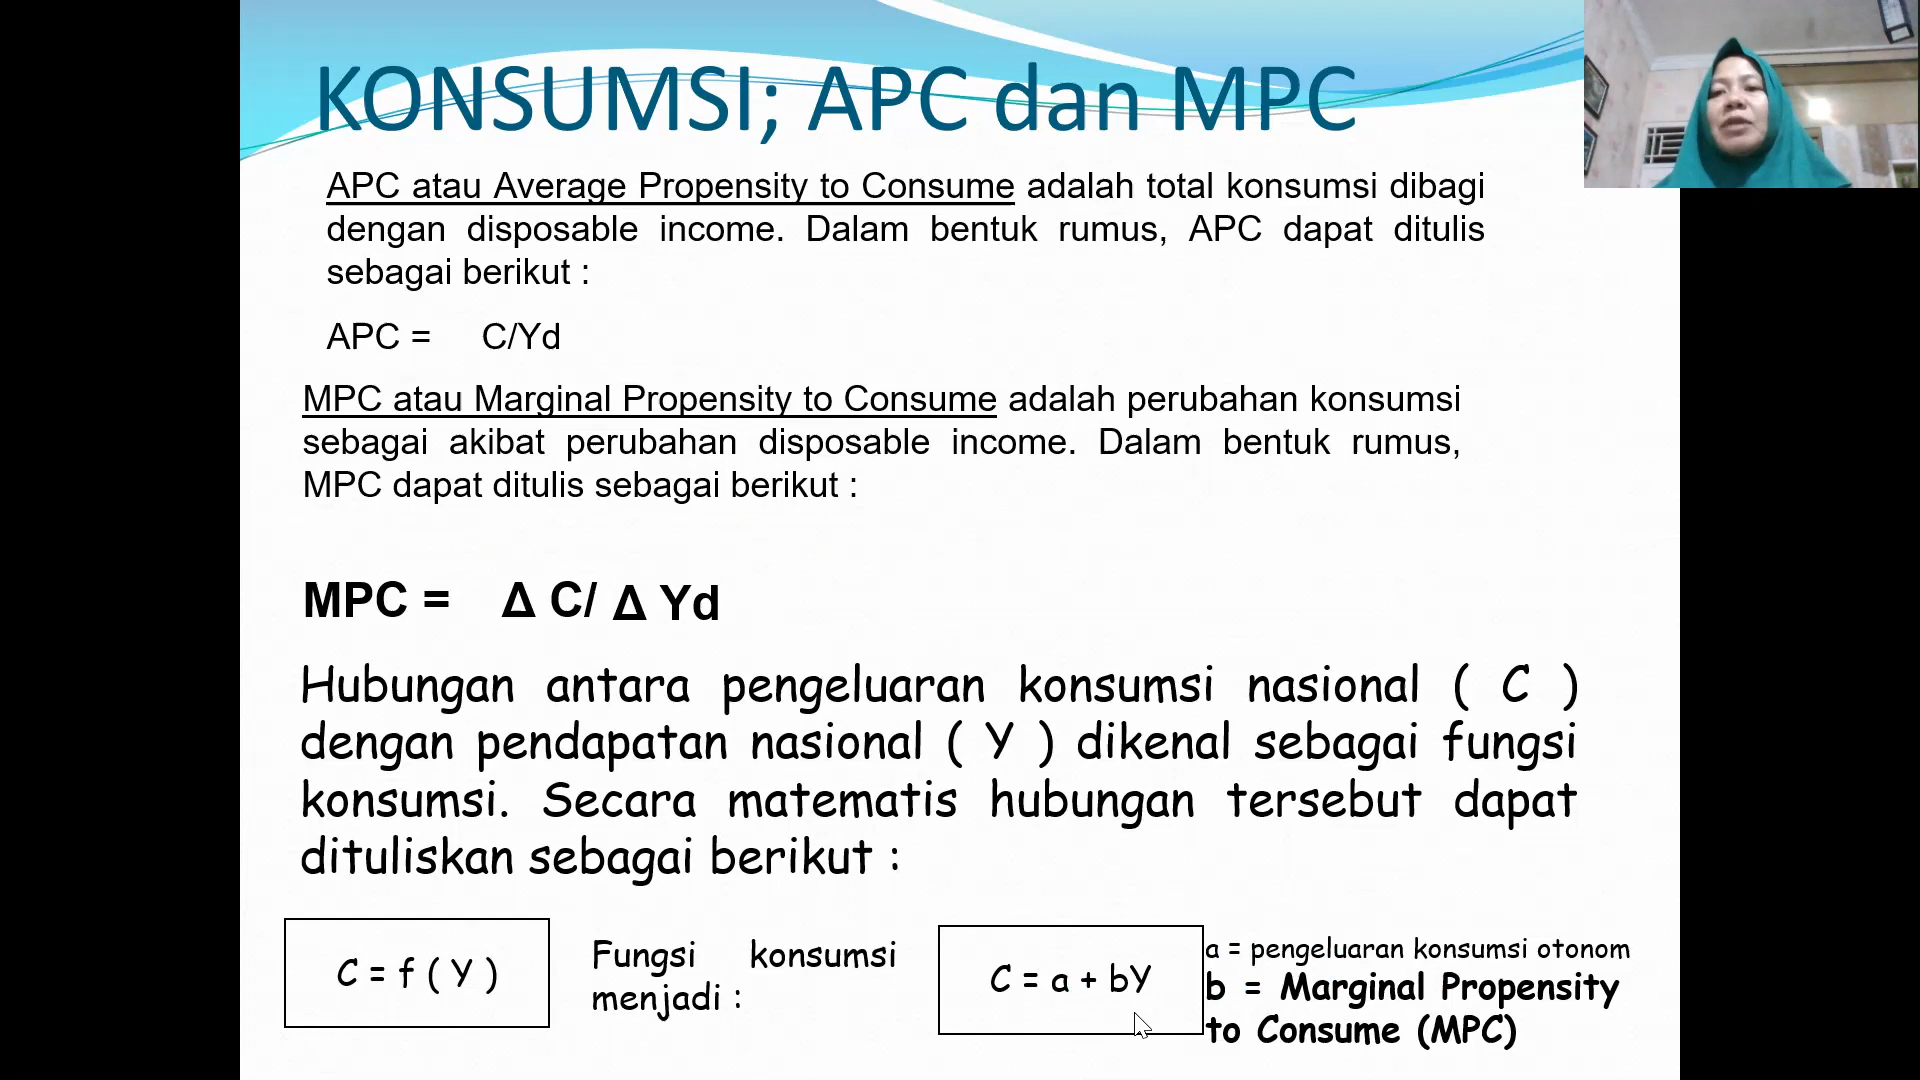 KONSUMSI; APC dan MPC
APC atau Average Propensity to Consume adalah total konsumsi dibagi
dengan disposable income. Dalam bentuk rumus, APC dapat ditulis
sebagai berikut :
APC = C/Yd
MPC atau Marginal Propensity to Consume adalah perubahan konsumsi
sebagai akibat perubahan disposable income. Dalam bentuk rumus,
MPC dapat ditulis sebagai berikut :
MPC = Δ C/ Δ Yd
Hubungan antara pengeluaran konsumsi nasional ( C )
dengan pendapatan nasional ( Y ) dikenal sebagai fungsi
konsumsi. Secara matematis hubungan tersebut dapat
dituliskan sebagai berikut :
C = f ( Y )
Fungsi konsumsi
menjadi :
C = a + bY
a = pengeluaran konsumsi otonom
b = Marginal Propensity
to Consume (MPC)